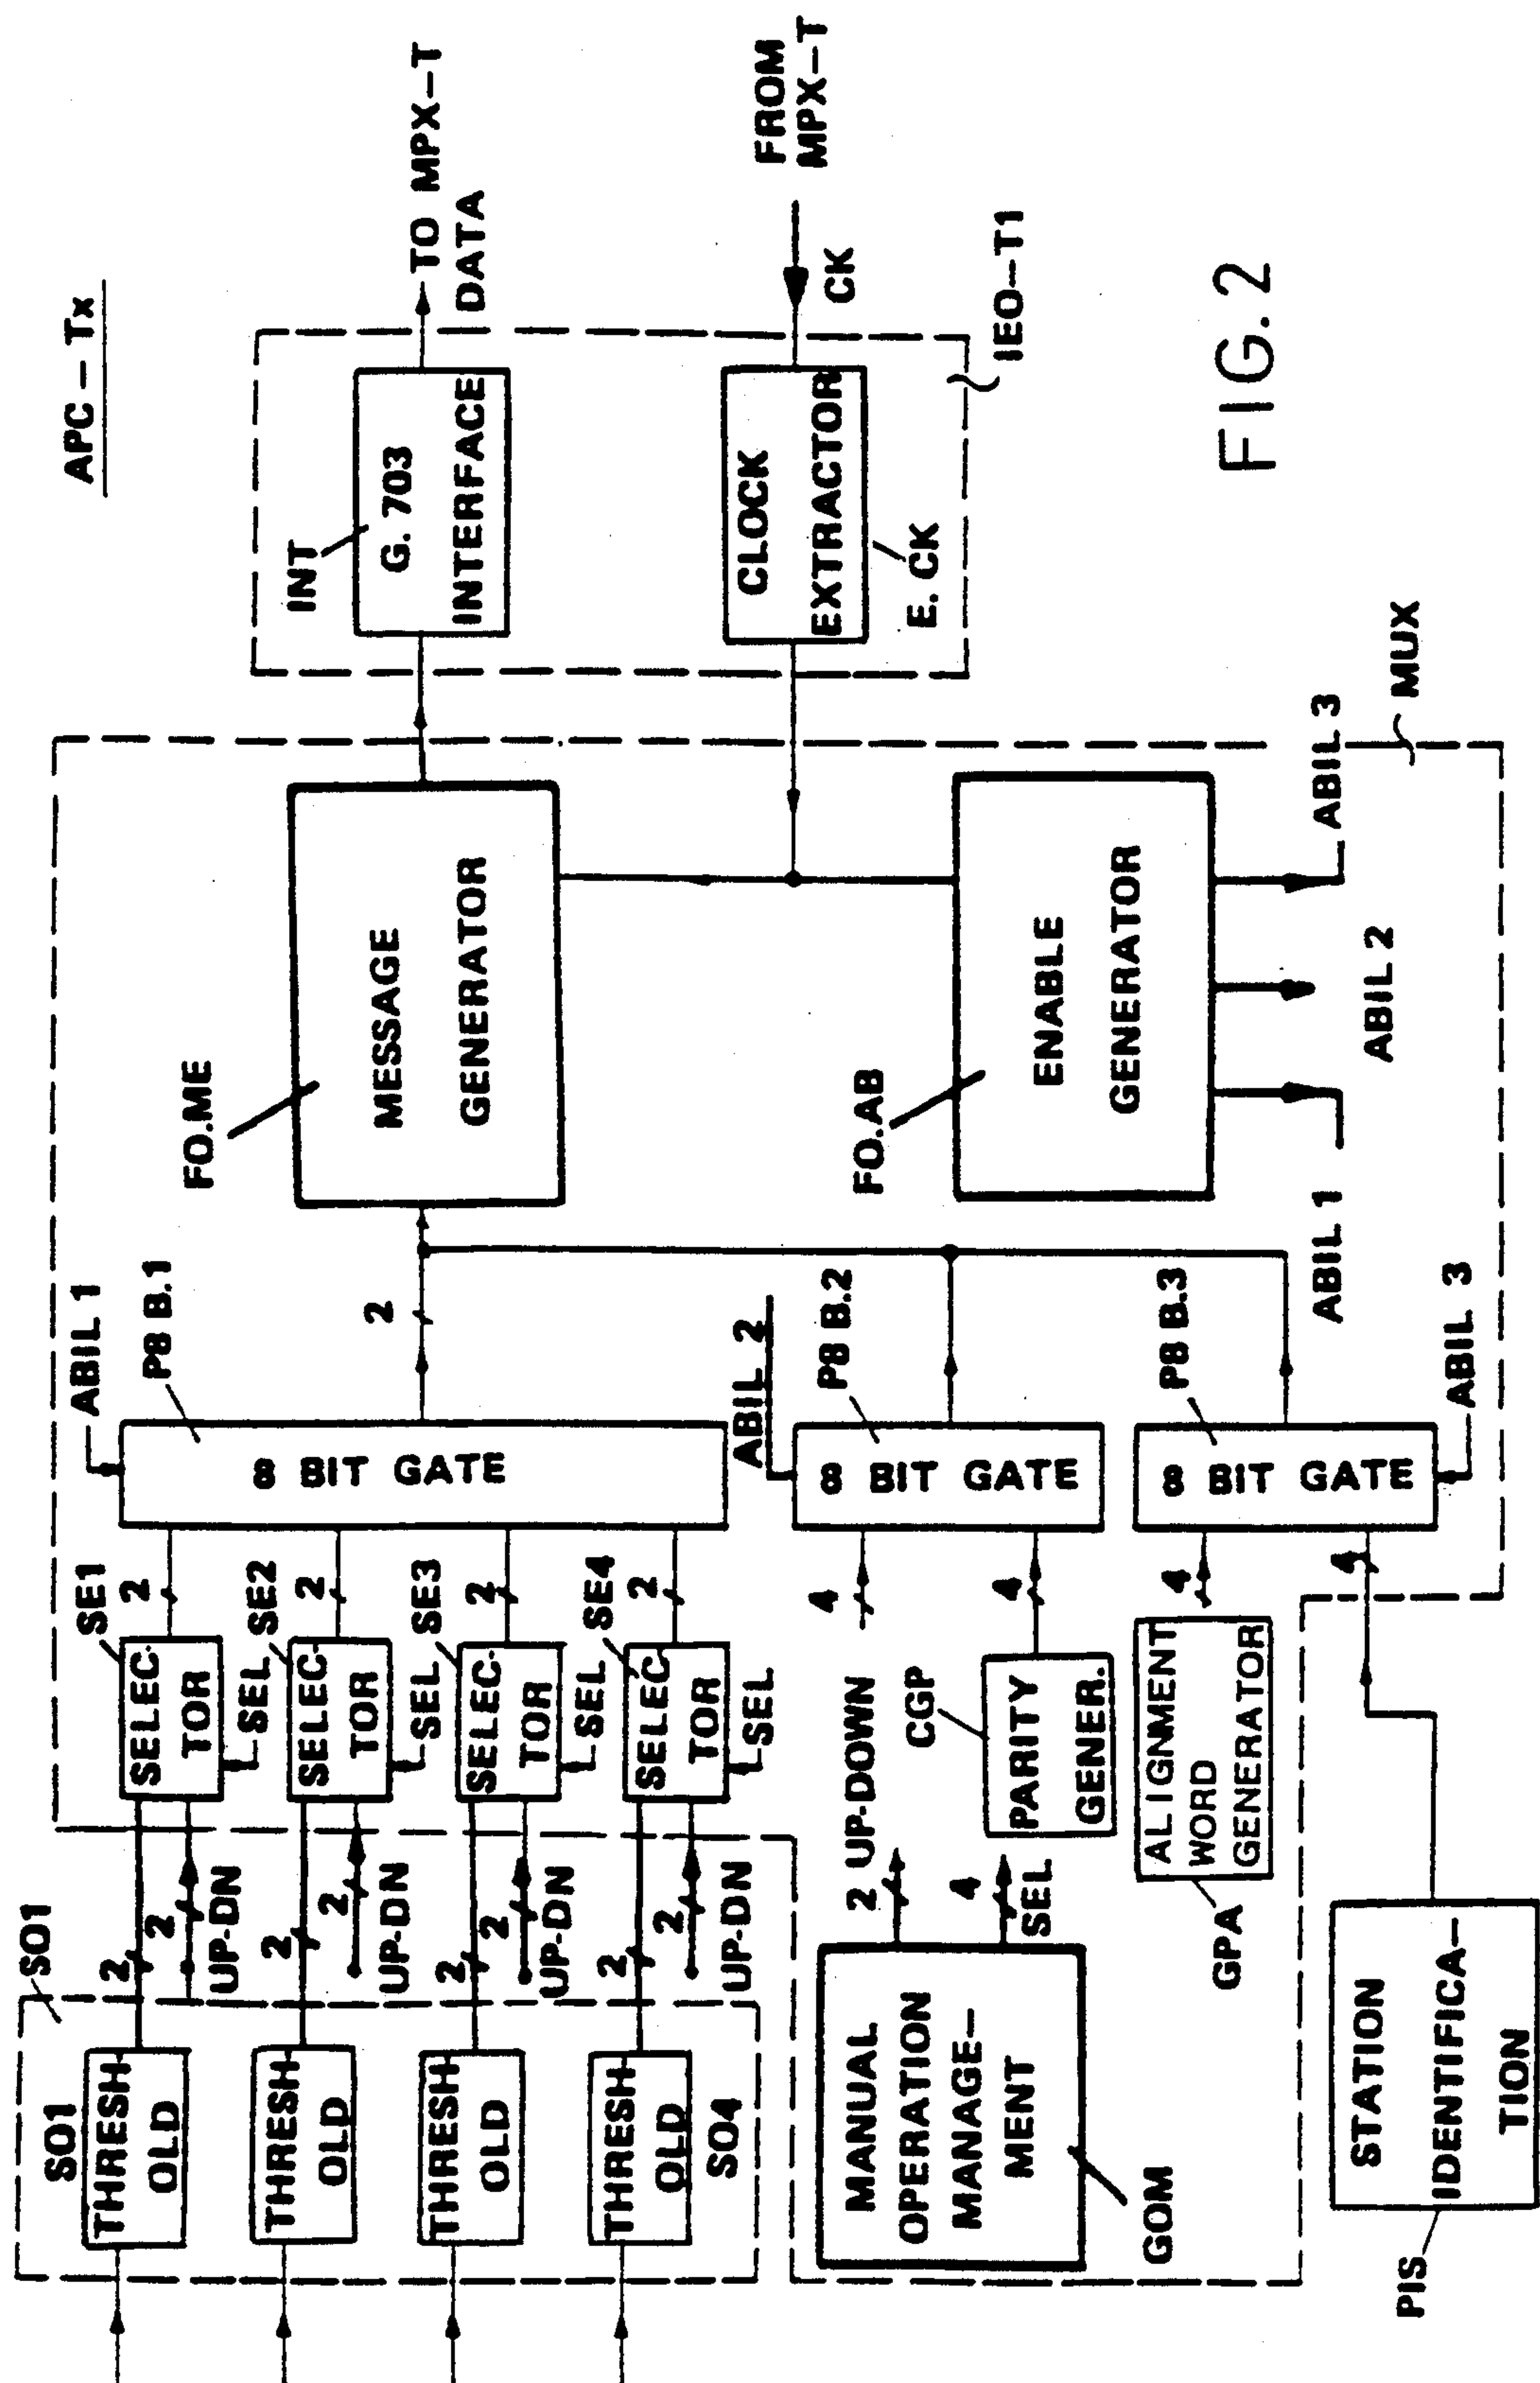 APC – Tx
SO1
SO1
THRESH
OLD
THRESH
OLD
THRESH
OLD
THRESH
OLD
SO4
2
2
UP-DN
2
2
UP-DN
2
2
UP-DN
2
2
UP-DN
SE1
SELEC-
TOR
SEL
2
SE2
SELEC-
TOR
SEL
2
SE3
SELEC-
TOR
SEL
2
SE4
SELEC
TOR
SEL
2
ABIL 1
P8 B.1
8 BIT GATE
2
FO.ME
MESSAGE
GENERATOR
INT
G. 703
INTERFACE
TO MPX–T
DATA
CLOCK
EXTRACTOR
E. CK
CK
FROM
MPX–T
IEO–T1
MANUAL
OPERATION
MANAGE–
MENT
GOM
2 UP-DOWN
4
SEL
4
CGP
PARITY
GENER.
4
ABIL 2
P8 B.2
8 BIT GATE
FO.AB
ENABLE
GENERATOR
ABIL 1
ABIL 2
ABIL 3
MUX
GPA
ALIGNMENT
WORD
GENERATOR
4
4
P8 B.3
8 BIT GATE
ABIL 3
PIS
STATION
IDENTIFICA–
TION
FIG. 2